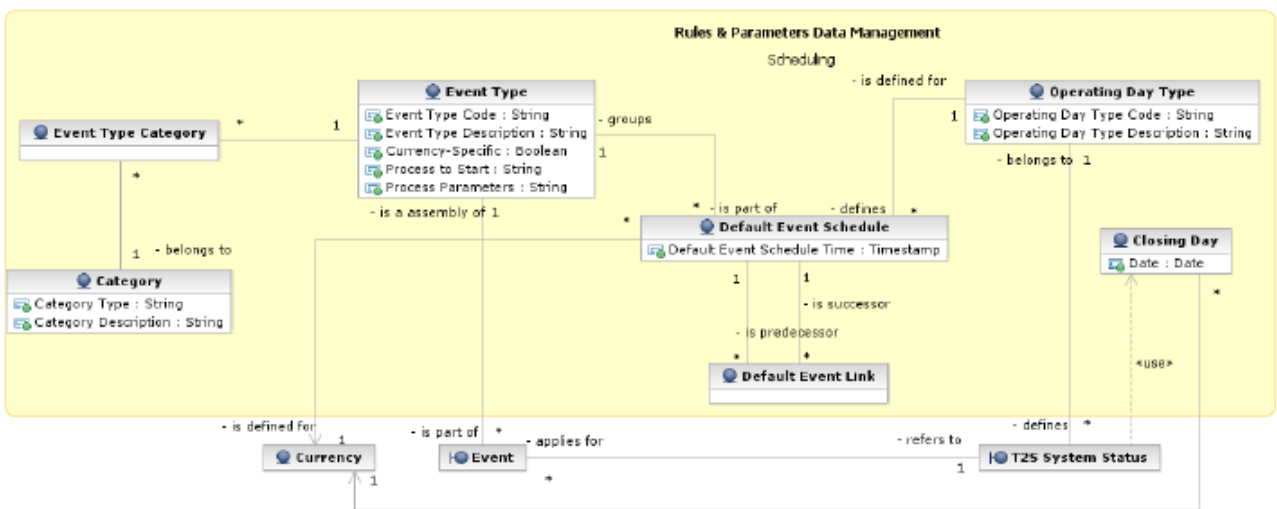 Rules & Parameters Data Management
Scheduling
- is defined for
Event Type
Event Type Code : String
Event Type Description : String
Currency-Specific : Boolean
Process to Start : String
Process Parameters : String
Operating Day Type
Operating Day Type Code : String
Operating Day Type Description : String
Event Type Category
*
1
- groups
1
1
- belongs to 1
*
- is a assembly of 1
*
* - is part of
- defines *
Default Event Schedule
Default Event Schedule Time : Timestamp
Closing Day
Date : Date
*
1 - belongs to
Category
Category Type : String
Category Description : String
1
1
- is successor
- is predecessor
*
*
Default Event Link
«use»
- is defined for
1
- is part of *
- applies for
- refers to
- defines *
Currency
Event
T2S System Status
1
*
1